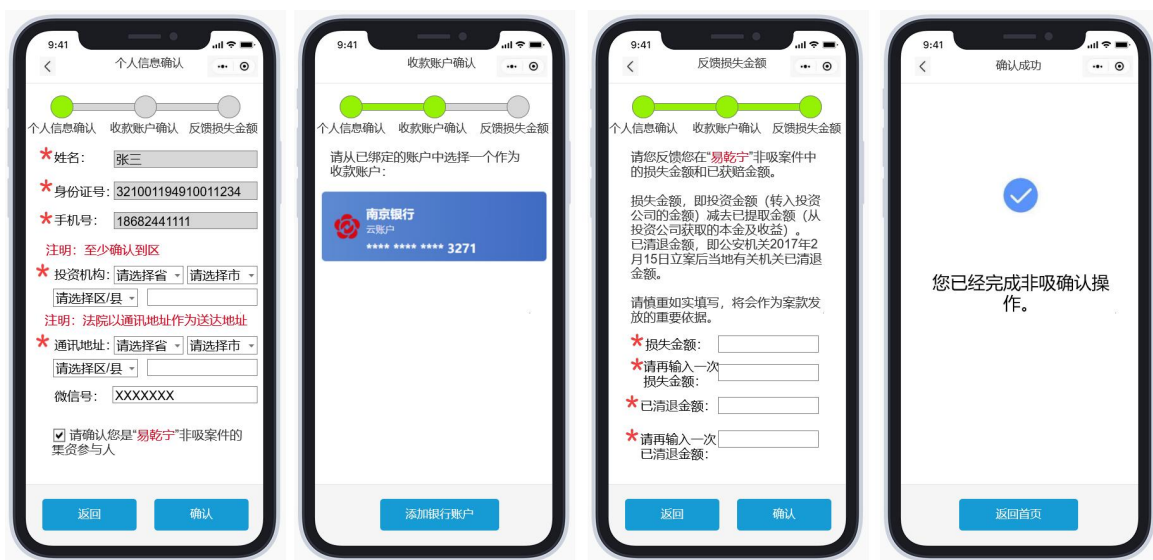 9:41
个人信息确认
个人信息确认 收款账户确认 反馈损失金额
*姓名: 张三
*身份证号: 321001194910011234
*手机号: 18682441111
注明：至少确认到区
* 投资机构: 请选择省 请选择市
请选择区/县
注明：法院以通讯地址作为送达地址
* 通讯地址: 请选择省 请选择市
请选择区/县
微信号: XXXXXXX
请确认您是“易乾宁”非吸案件的
集资参与人
返回 确认
9:41
收款账户确认
个人信息确认 收款账户确认 反馈损失金额
请从已绑定的账户中选择一个作为
收款账户：
南京银行
云账户
**** **** **** 3271
添加银行账户
9:41
反馈损失金额
个人信息确认 收款账户确认 反馈损失金额
请您反馈您在“易乾宁”非吸案件中
的损失金额和已获赔金额。
损失金额，即投资金额（转入投资
公司的金额）减去已提取金额（从
投资公司获取的本金及收益）。
已清退金额，即公安机关2017年2
月15日立案后当地有关机关已清退
金额。
请慎重如实填写，将会作为案款发
放的重要依据。
*损失金额：
*请再输入一次
损失金额：
*已清退金额：
*请再输入一次
已清退金额：
返回 确认
9:41
确认成功
您已经完成非吸确认操
作。
返回首页